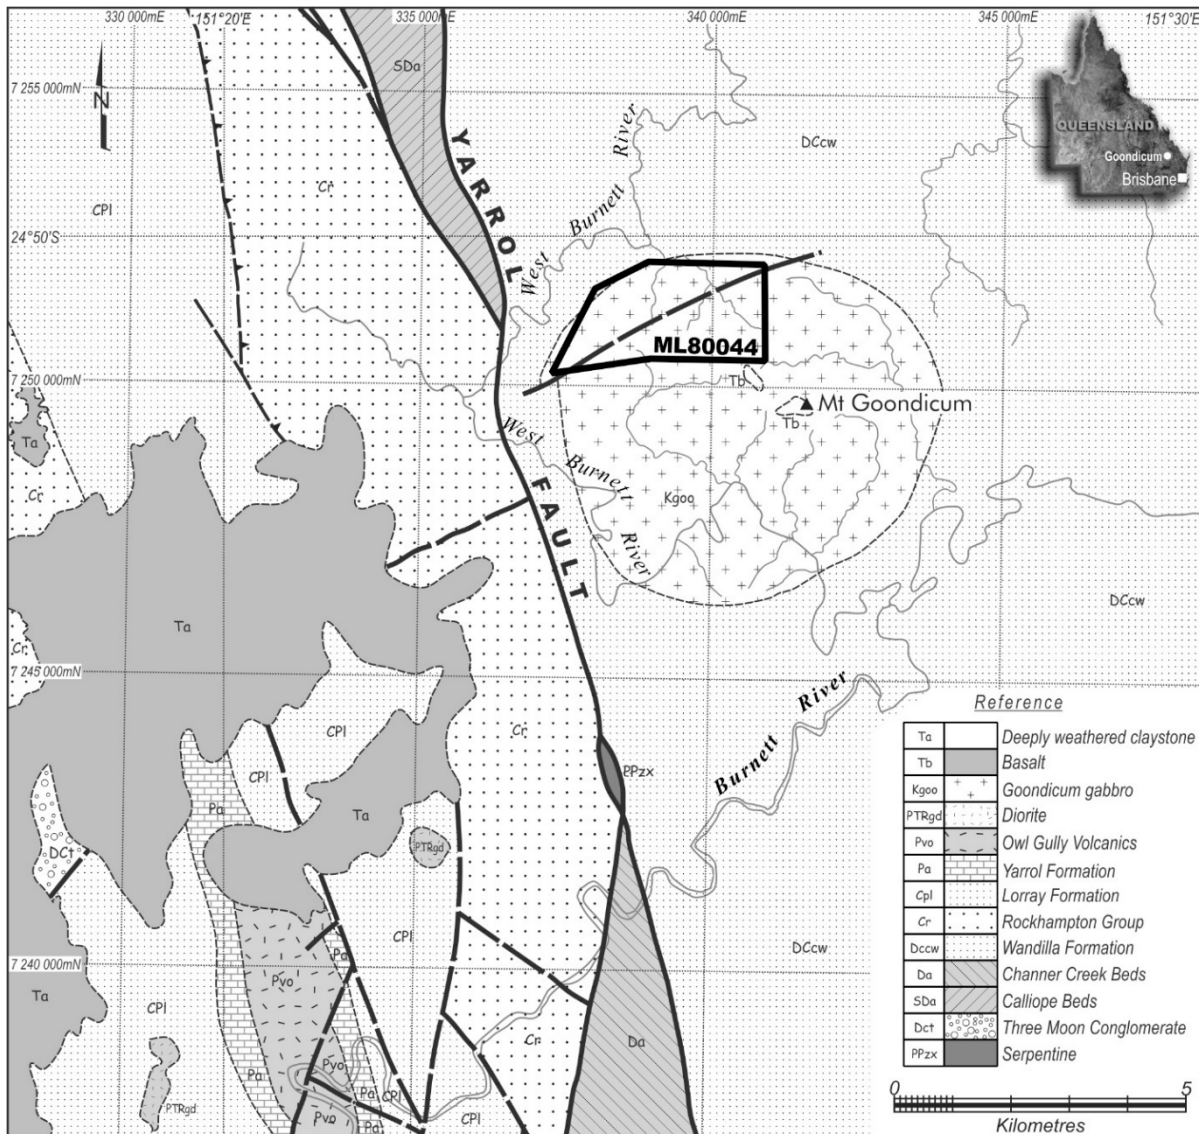 330 000mE 151°20'E 335 000mE 340 000mE 345 000mE 151°30'E
7 255 000mN
N
SDa
QUEENSLAND
Goondicum
Brisbane
YARROL
River
DCcw
Cr
CPl
24°50'S
Burnett
West
ML80044
7 250 000mN
Tb
Mt Goondicum
Tb
Ta
West
Cr
Burnett
Kgoo
FAULT
River
DCcw
Ta
Cr
7 245 000mN
River
Burnett
CPl
Cr
CPl
PPzx
Pa
Ta
DCt
PTRgd
CPl
DCcw
Pa
7 240 000mN
Pvo
Ta
CPl
Cr
Da
Pvo
Pa
Pa
CPl
PTRgd
Pvo
Pa
CPl
Reference
Ta Deeply weathered claystone
Tb Basalt
Kgoo Goondicum gabbro
PTRgd Diorite
Pvo Owl Gully Volcanics
Pa Yarrol Formation
Cpl Lorray Formation
Cr Rockhampton Group
Dccw Wandilla Formation
Da Channer Creek Beds
SDa Calliope Beds
Dct Three Moon Conglomerate
PPzx Serpentine
0 5
Kilometres